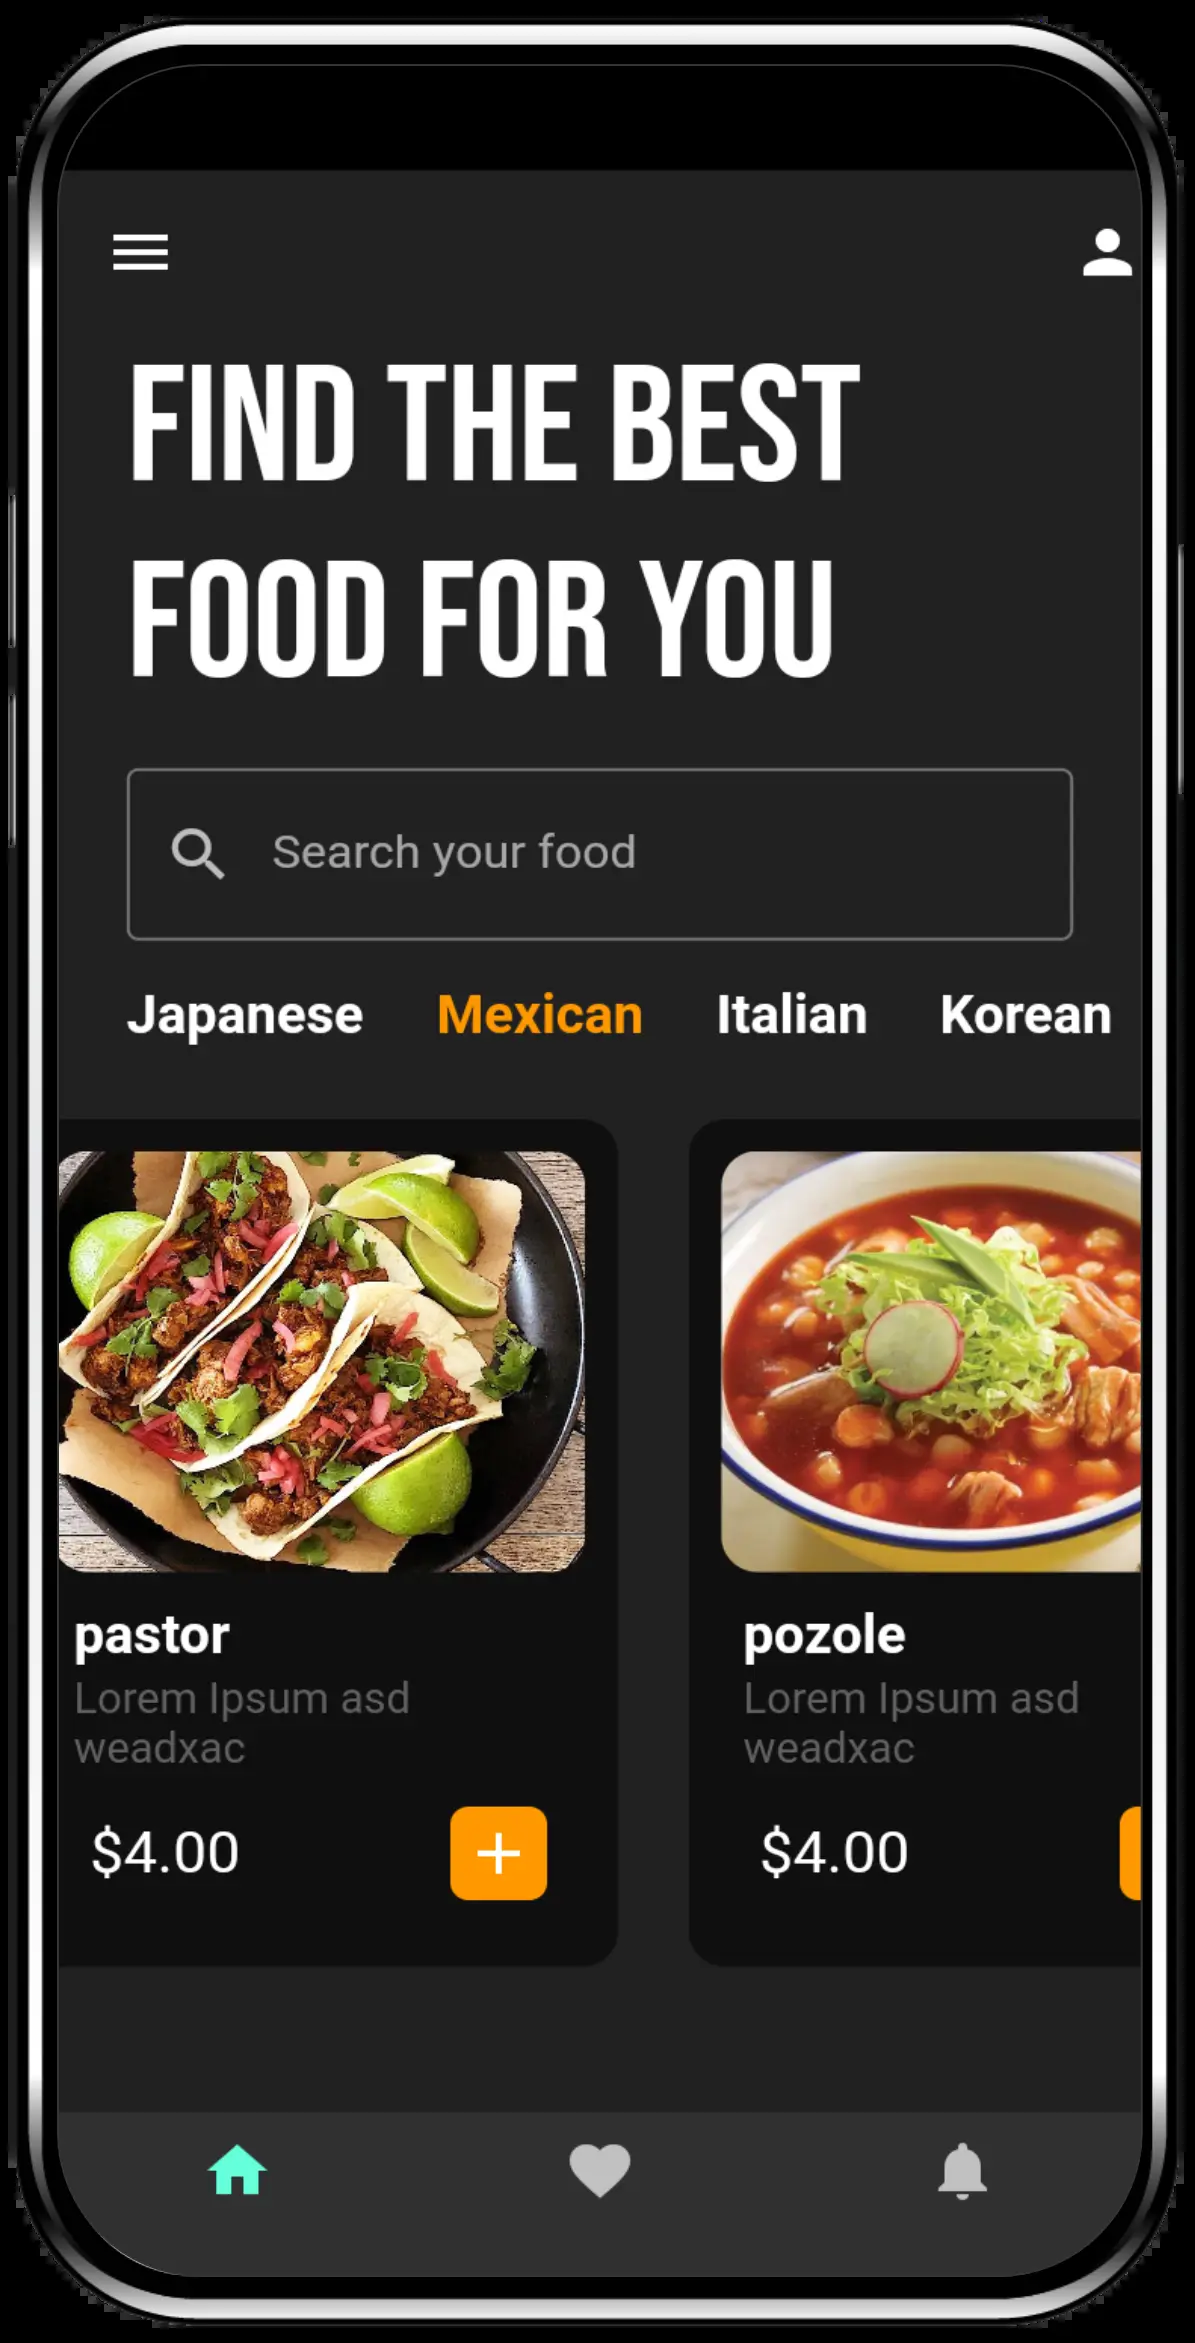 FIND THE BEST
FOOD FOR YOU
Search your food
Japanese Mexican Italian Korean
pastor
Lorem Ipsum asd
weadxac
$4.00
pozole
Lorem Ipsum asd
weadxac
$4.00